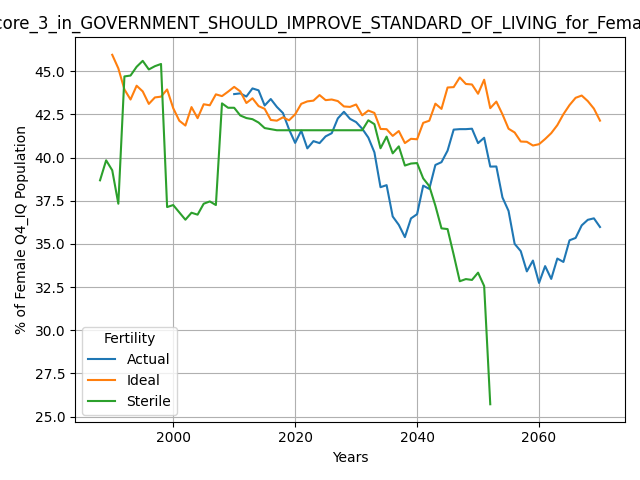 core_3_in_GOVERNMENT_SHOULD_IMPROVE_STANDARD_OF_LIVING_for_Fema
% of Female Q4_IQ Population
45.0
42.5
40.0
37.5
35.0
32.5
30.0
27.5
25.0
Fertility
Actual
Ideal
Sterile
2000
2020
2040
2060
Years